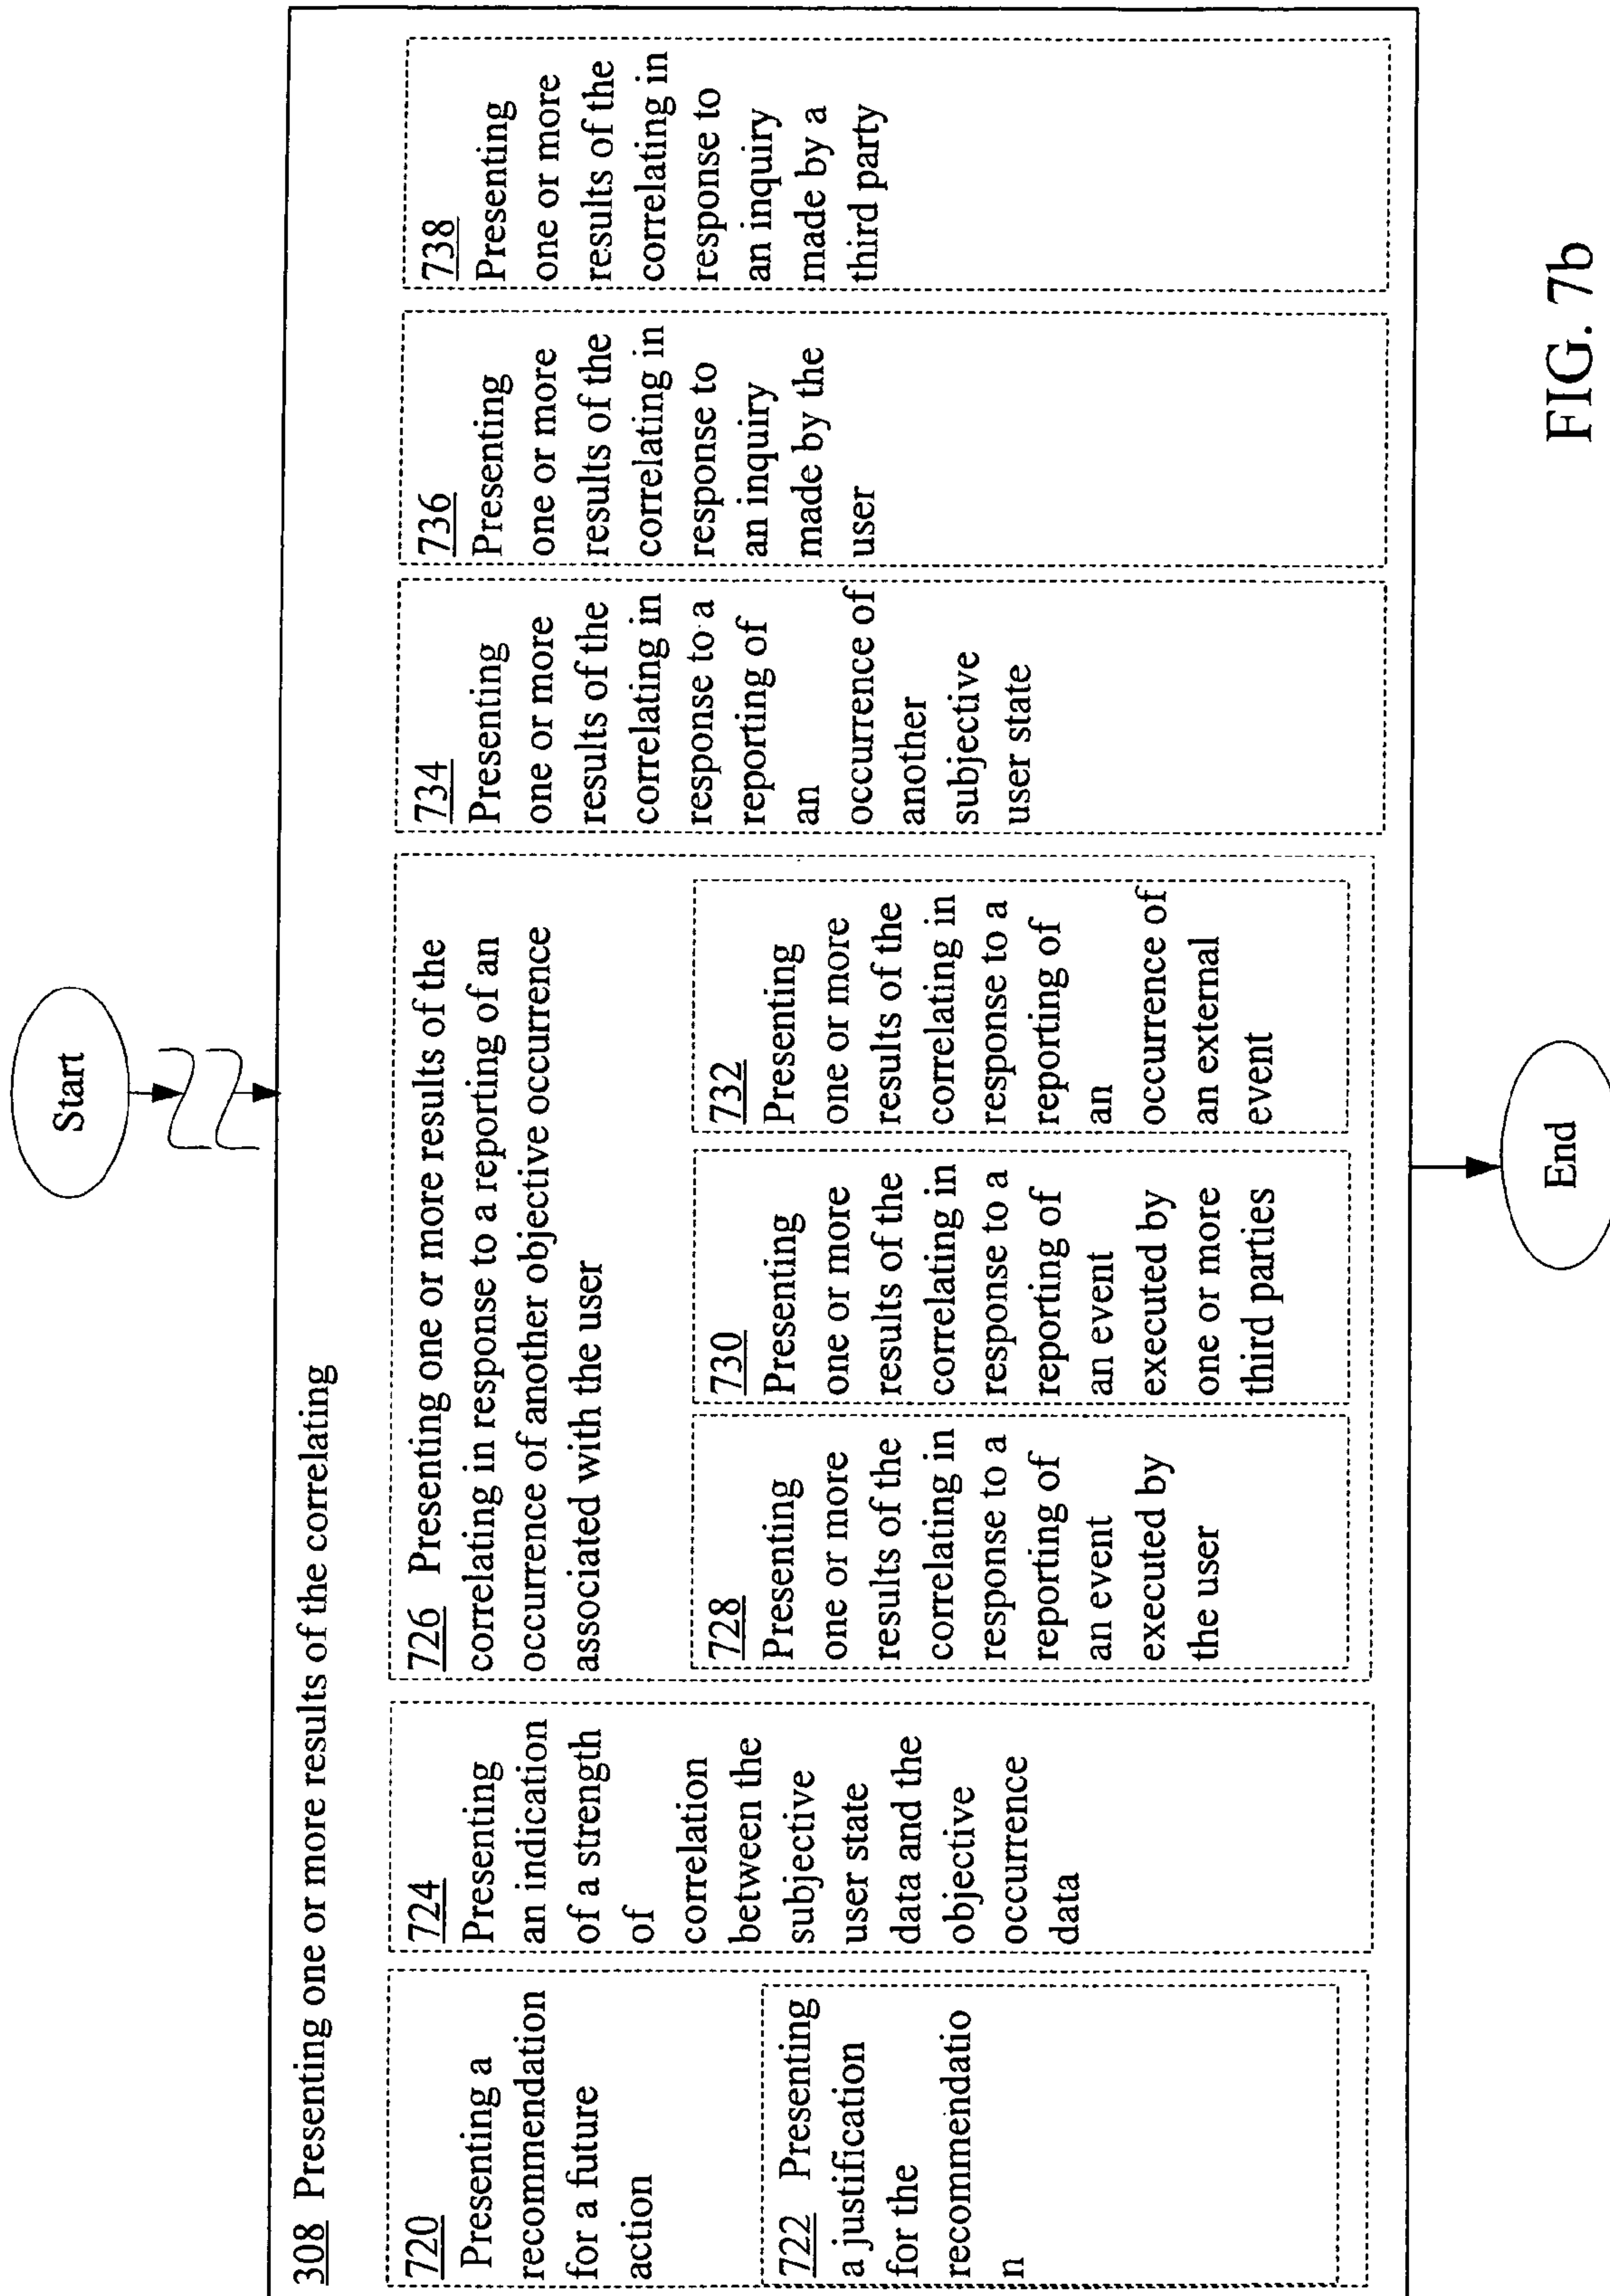 Start
308 Presenting one or more results of the correlating
720
Presenting a
recommendation
for a future
action
722 Presenting
a justification
for the
recommendatio
n
724
Presenting
an indication
of a strength
of
correlation
between the
subjective
user state
data and the
objective
occurrence
data
726 Presenting one or more results of the
correlating in response to a reporting of an
occurrence of another objective occurrence
associated with the user
728
Presenting
one or more
results of the
correlating in
response to a
reporting of
an event
executed by
the user
730
Presenting
one or more
results of the
correlating in
response to a
reporting of
an event
executed by
one or more
third parties
732
Presenting
one or more
results of the
correlating in
response to a
reporting of
an
occurrence of
an external
event
734
Presenting
one or more
results of the
correlating in
response to a
reporting of
an
occurrence of
another
subjective
user state
736
Presenting
one or more
results of the
correlating in
response to
an inquiry
made by the
user
738
Presenting
one or more
results of the
correlating in
response to
an inquiry
made by a
third party
End
FIG. 7b